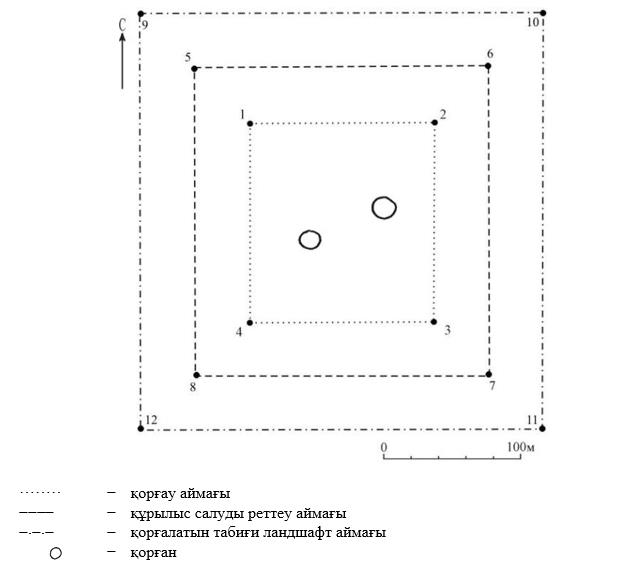 С
9
10
5
6
1
2
4
3
8
7
12
11
0
100м
– қорғау аймағы
– құрылыс салуды реттеу аймағы
– қорғалатын табиғи ландшафт аймағы
– қорған